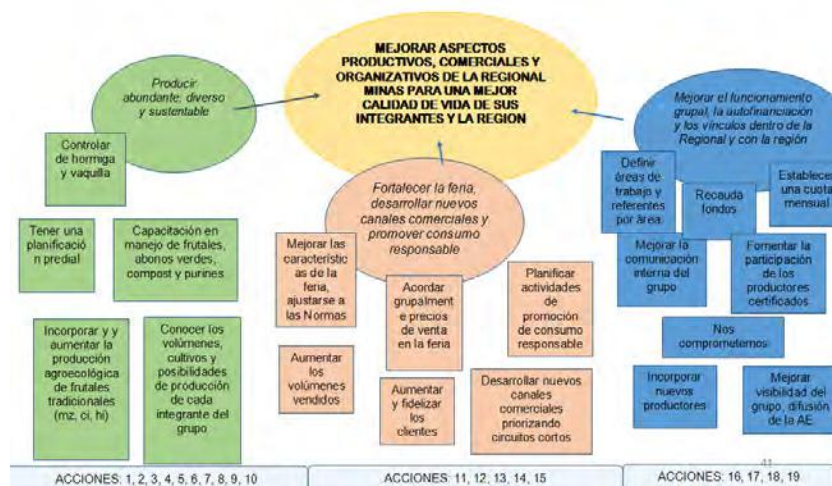 MEJORAR ASPECTOS
PRODUCTIVOS, COMERCIALES Y
ORGANIZATIVOS DE LA REGIONAL
MINAS PARA UNA MEJOR
CALIDAD DE VIDA DE SUS
INTEGRANTES Y LA REGION
Producir
abundante, diverso
y sustentable
Controlar
de hormiga
y vaquilla
Tener una
planificació
n predial
Capacitación en
manejo de frutales,
abonos verdes,
compost y purines
Incorporar y y
aumentar la
producción
agroecológica
de frutales
tradicionales
(mz, ci, hi)
Conocer los
volúmenes,
cultivos y
posibilidades
de producción
de cada
integrante del
grupo
Fortalecer la feria,
desarrollar nuevos
canales comerciales y
promover consumo
responsable
Mejorar las
característic
as de la
feria,
ajustarse a
las Normas
Acordar
grupalment
e precios
de venta
en la feria
Planificar
actividades
de
promoción
de consumo
responsable
Aumentar
los
volúmenes
vendidos
Aumentar
y fidelizar
los
clientes
Desarrollar nuevos
canales
comerciales
priorizando
circuitos cortos
Mejorar el funcionamiento
grupal, la autofinanciación
y los vínculos dentro de la
Regional y con la región
Definir
áreas de
trabajo y
referentes
por área
Recauda
fondos
Establecer
una cuota
mensual
Mejorar la
comunicación
interna del
grupo
Fomentar la
participación
de los
productores
certificados
Nos
comprometemos
Incorporar
nuevos
productores
Mejorar
visibilidad del
grupo, difusión
de la AE
41
ACCIONES: 1, 2, 3, 4, 5, 6, 7, 8, 9, 10
ACCIONES: 11, 12, 13, 14, 15
ACCIONES: 16, 17, 18, 19